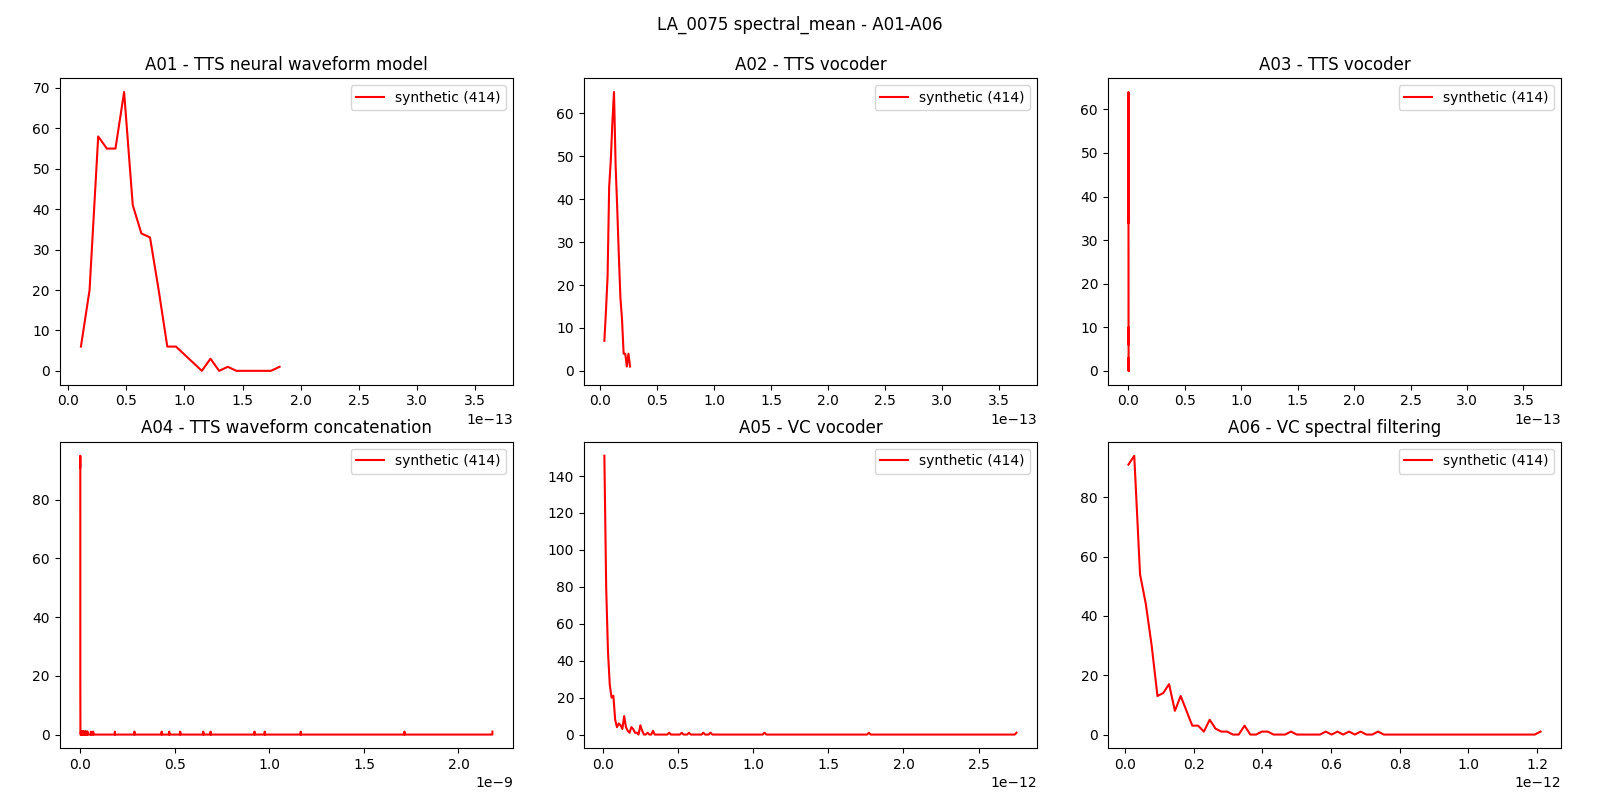 LA_0075 spectral_mean - A01-A06
A01 - TTS neural waveform model
synthetic (414)
70
60
50
40
30
20
10
0
0.0 0.5 1.0 1.5 2.0 2.5 3.0 3.5
1e−13
A02 - TTS vocoder
synthetic (414)
60
50
40
30
20
10
0
0.0 0.5 1.0 1.5 2.0 2.5 3.0 3.5
1e−13
A03 - TTS vocoder
synthetic (414)
60
50
40
30
20
10
0
0.0 0.5 1.0 1.5 2.0 2.5 3.0 3.5
1e−13
A04 - TTS waveform concatenation
synthetic (414)
80
60
40
20
0
0.0 0.5 1.0 1.5 2.0
1e−9
A05 - VC vocoder
synthetic (414)
140
120
100
80
60
40
20
0
0.0 0.5 1.0 1.5 2.0 2.5
1e−12
A06 - VC spectral filtering
synthetic (414)
80
60
40
20
0
0.0 0.2 0.4 0.6 0.8 1.0 1.2
1e−12